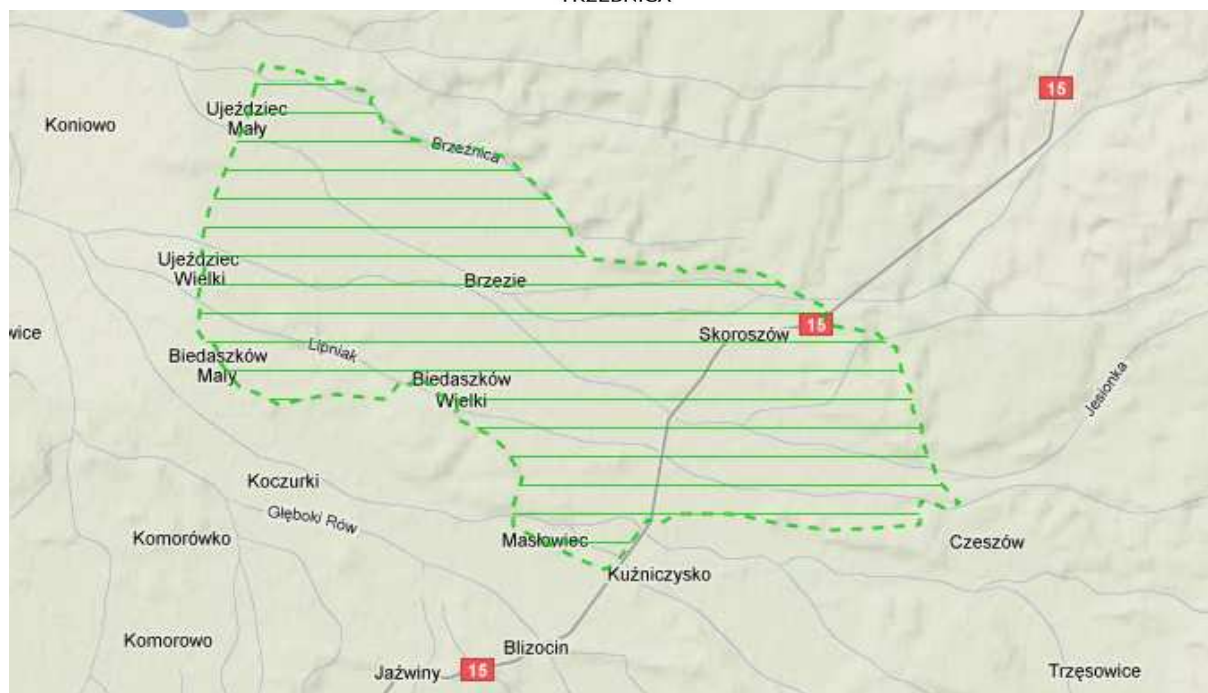 15
Ujeździec
Mały
Koniowo
Brzeźnica
Ujeździec
Wielki
Brzezie
15
Skoroszów
Lipniak
Biedaszków
Mały
Biedaszków
Wielki
Jesionka
Koczurki
Głęboki Rów
Komorówko
Masłowiec
Czeszów
Kuźniczysko
Komorowo
Blizocin
Jaźwiny
15
Trzęsowice